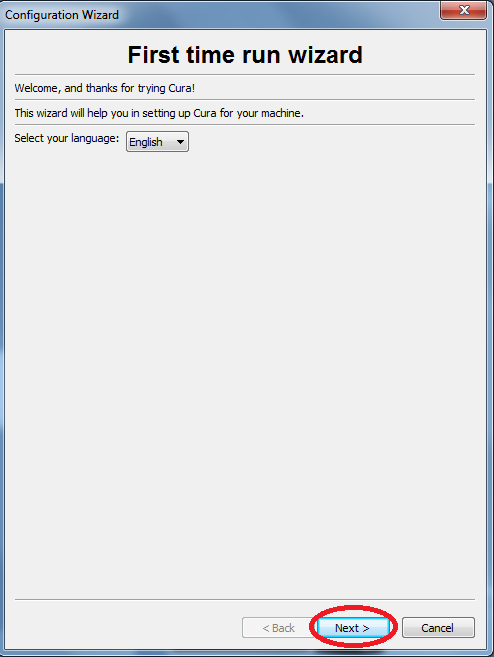 Configuration Wizard
First time run wizard
Welcome, and thanks for trying Cura!
This wizard will help you in setting up Cura for your machine.
Select your language: English
< Back Next > Cancel